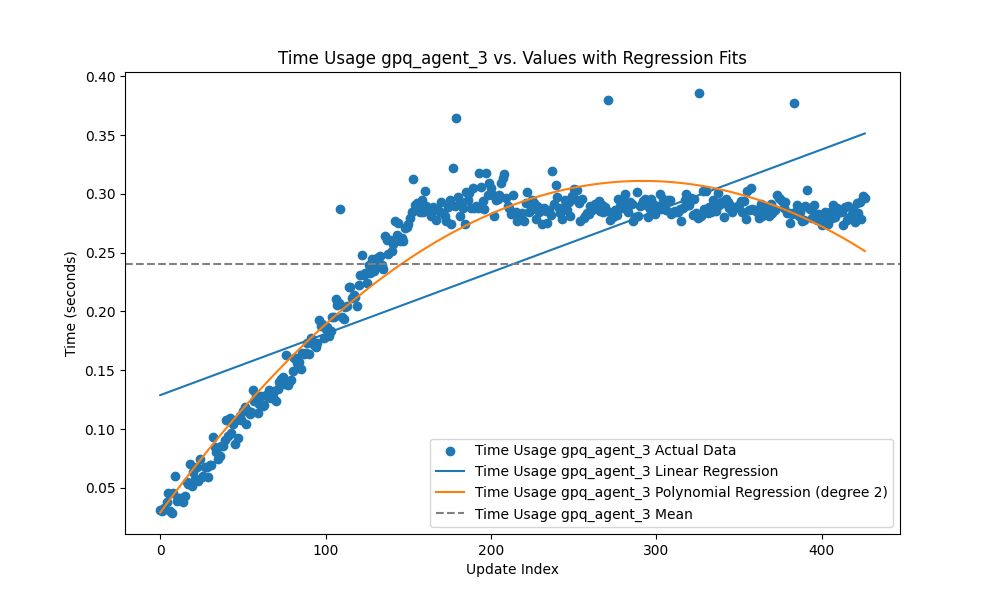 Time Usage gpq_agent_3 vs. Values with Regression Fits
0.40
0.35
0.30
0.25
0.20
0.15
0.10
0.05
Time (seconds)
Time Usage gpq_agent_3 Actual Data
Time Usage gpq_agent_3 Linear Regression
Time Usage gpq_agent_3 Polynomial Regression (degree 2)
Time Usage gpq_agent_3 Mean
0 100 200 300 400
Update Index